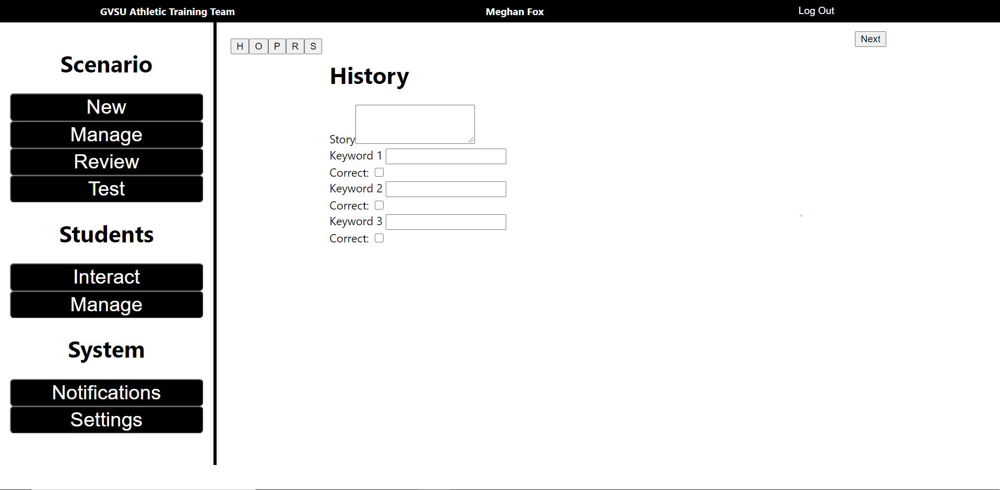 GVSU Athletic Training Team
Meghan Fox
Log Out
Scenario
New
Manage
Review
Test
Students
Interact
Manage
System
Notifications
Settings
H O P R S
Next
History
Story
Keyword 1
Correct:
Keyword 2
Correct:
Keyword 3
Correct: